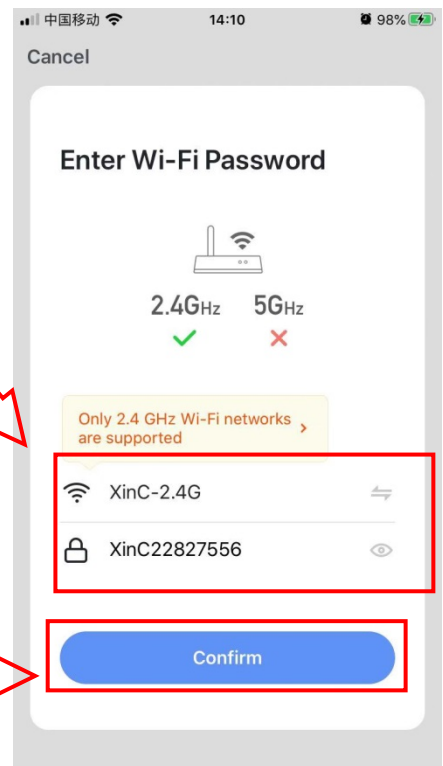 中国移动 14:10 98%
Cancel
Enter Wi-Fi Password
2.4GHz 5GHz
Only 2.4 GHz Wi-Fi networks
are supported
XinC-2.4G
XinC22827556
Confirm